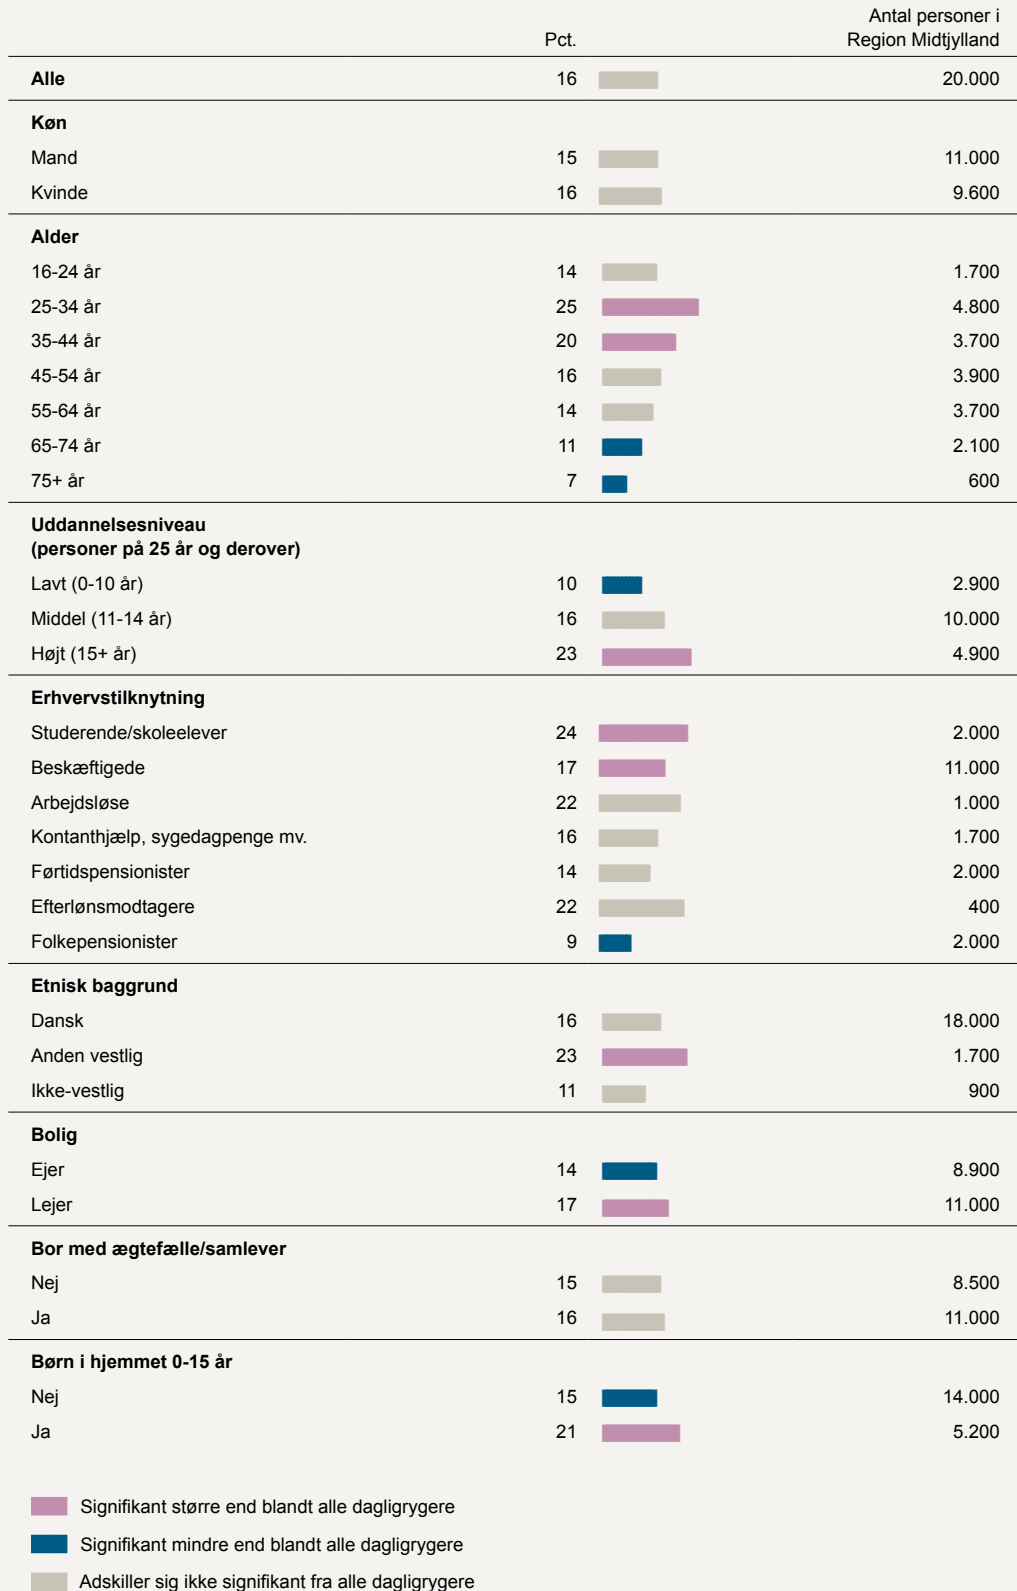 Antal personer i
Pct. Region Midtjylland
Alle 16 20.000
Køn
Mand 15 11.000
Kvinde 16 9.600
Alder
16-24 år 14 1.700
25-34 år 25 4.800
35-44 år 20 3.700
45-54 år 16 3.900
55-64 år 14 3.700
65-74 år 11 2.100
75+ år 7 600
Uddannelsesniveau
(personer på 25 år og derover)
Lavt (0-10 år) 10 2.900
Middel (11-14 år) 16 10.000
Højt (15+ år) 23 4.900
Erhvervstilknytning
Studerende/skoleelever 24 2.000
Beskæftigede 17 11.000
Arbejdsløse 22 1.000
Kontanthjælp, sygedagpenge mv. 16 1.700
Førtidspensionister 14 2.000
Efterlønsmodtagere 22 400
Folkepensionister 9 2.000
Etnisk baggrund
Dansk 16 18.000
Anden vestlig 23 1.700
Ikke-vestlig 11 900
Bolig
Ejer 14 8.900
Lejer 17 11.000
Bor med ægtefælle/samlever
Nej 15 8.500
Ja 16 11.000
Børn i hjemmet 0-15 år
Nej 15 14.000
Ja 21 5.200
Signifikant større end blandt alle dagligrygere
Signifikant mindre end blandt alle dagligrygere
Adskiller sig ikke signifikant fra alle dagligrygere